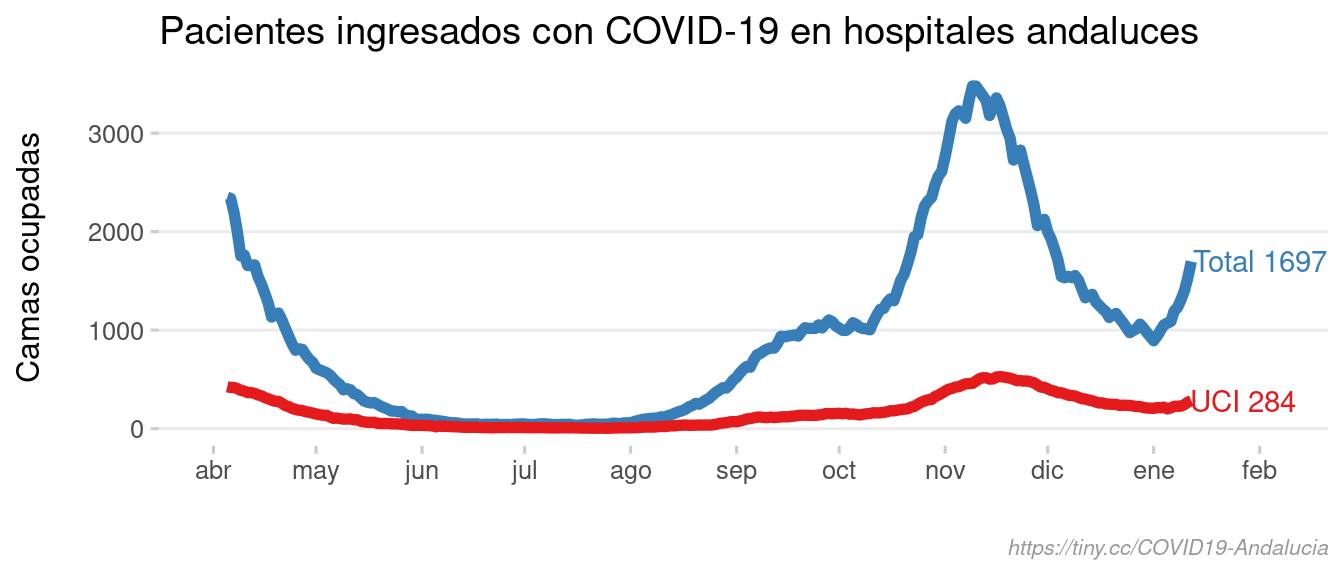 Pacientes ingresados con COVID-19 en hospitales andaluces
Camas ocupadas
3000
2000
1000
0
Total 1697
UCI 284
abr may jun jul ago sep oct nov dic ene feb
https://tiny.cc/COVID19-Andalucia